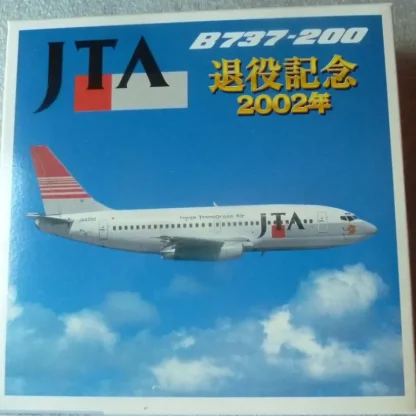 JTA
B737-200
退役記念
2002年
Japan TransOcean Air
JTA